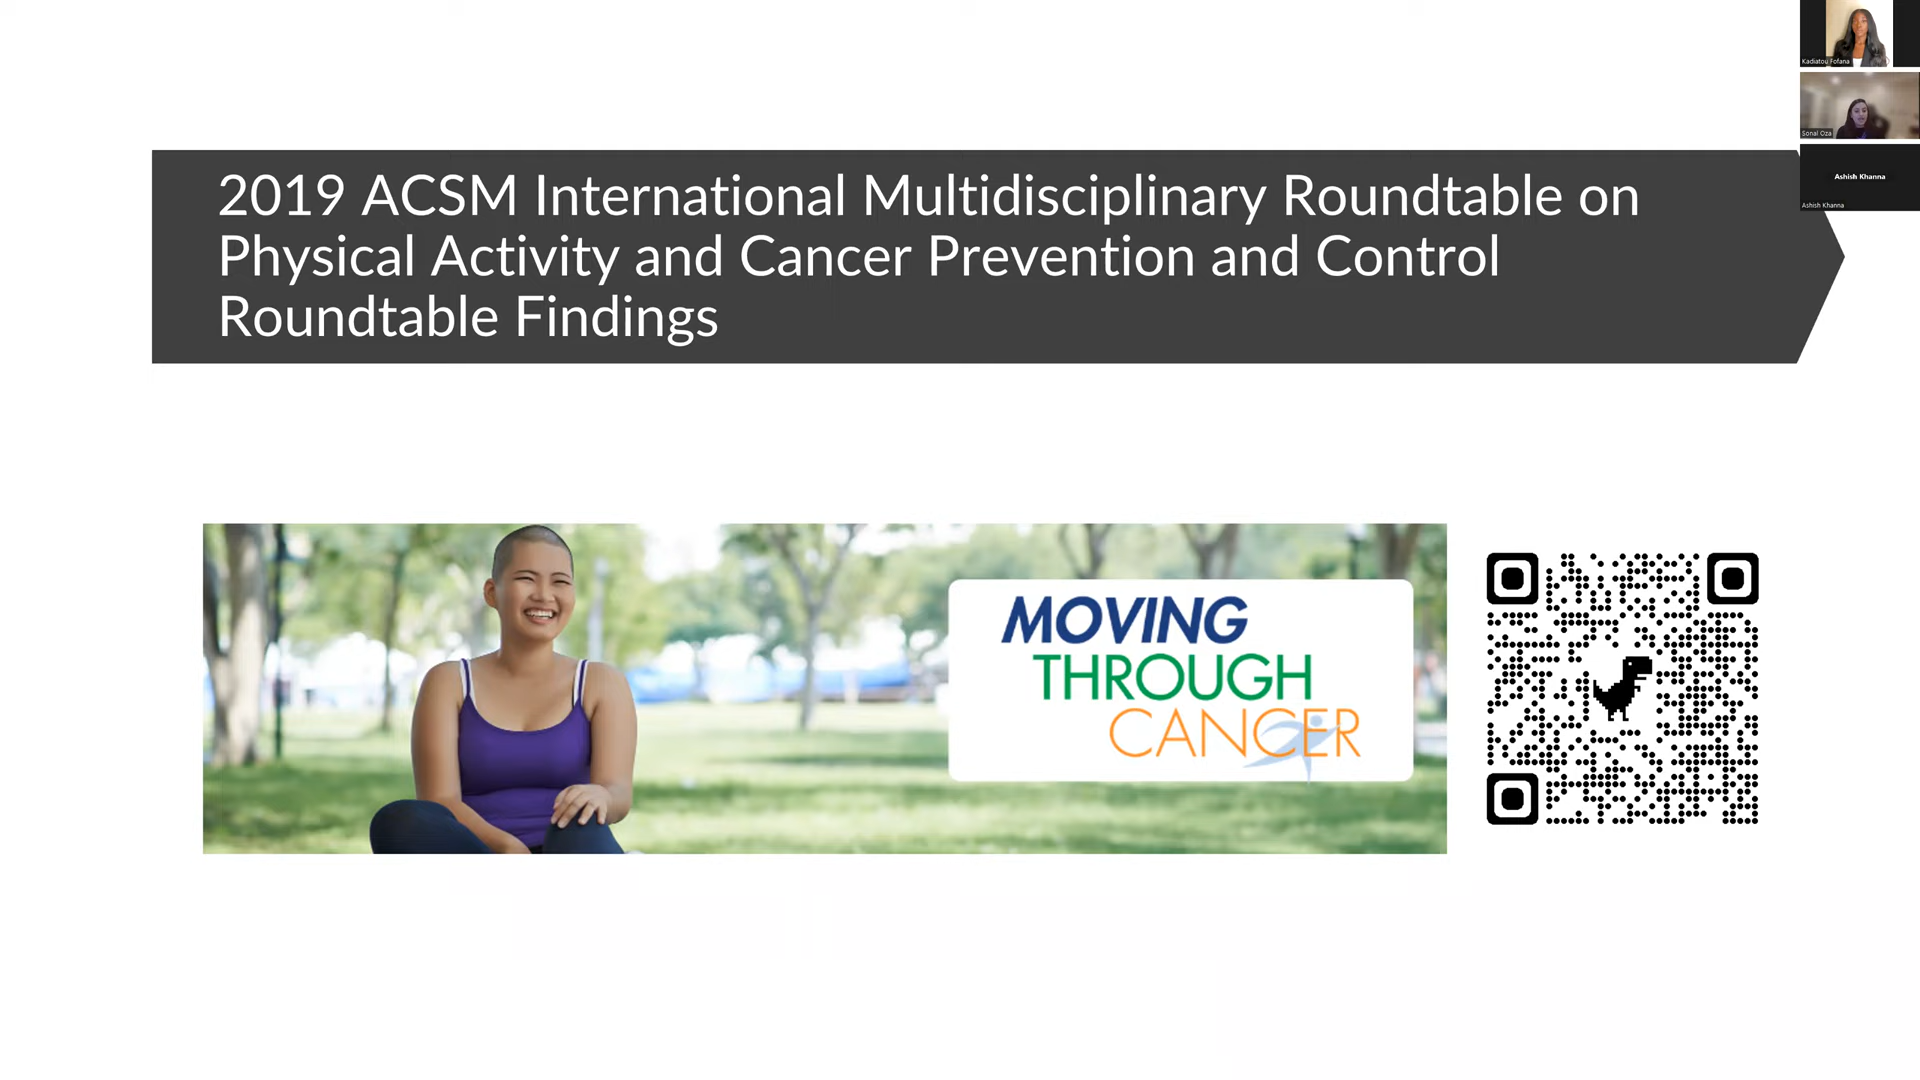 2019 ACSM International Multidisciplinary Roundtable on
Physical Activity and Cancer Prevention and Control
Roundtable Findings
MOVING
THROUGH
CANCER
Kadiatou Fofana
Sonal Oza
Ashish Khanna
Ashish Khanna